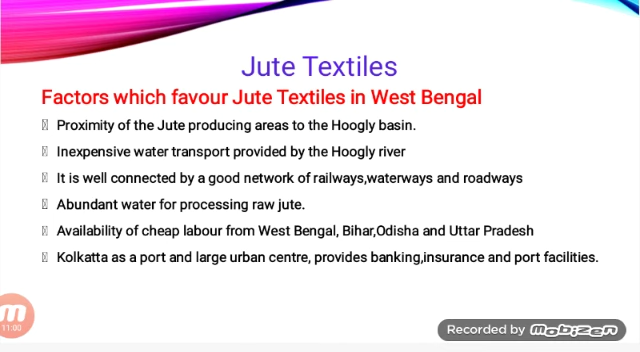 Jute Textiles
Factors which favour Jute Textiles in West Bengal
Proximity of the Jute producing areas to the Hoogly basin.
Inexpensive water transport provided by the Hoogly river
It is well connected by a good network of railways,waterways and roadways
Abundant water for processing raw jute.
Availability of cheap labour from West Bengal, Bihar,Odisha and Uttar Pradesh
Kolkatta as a port and large urban centre, provides banking,insurance and port facilities.
m
11:00
Recorded by mobizen